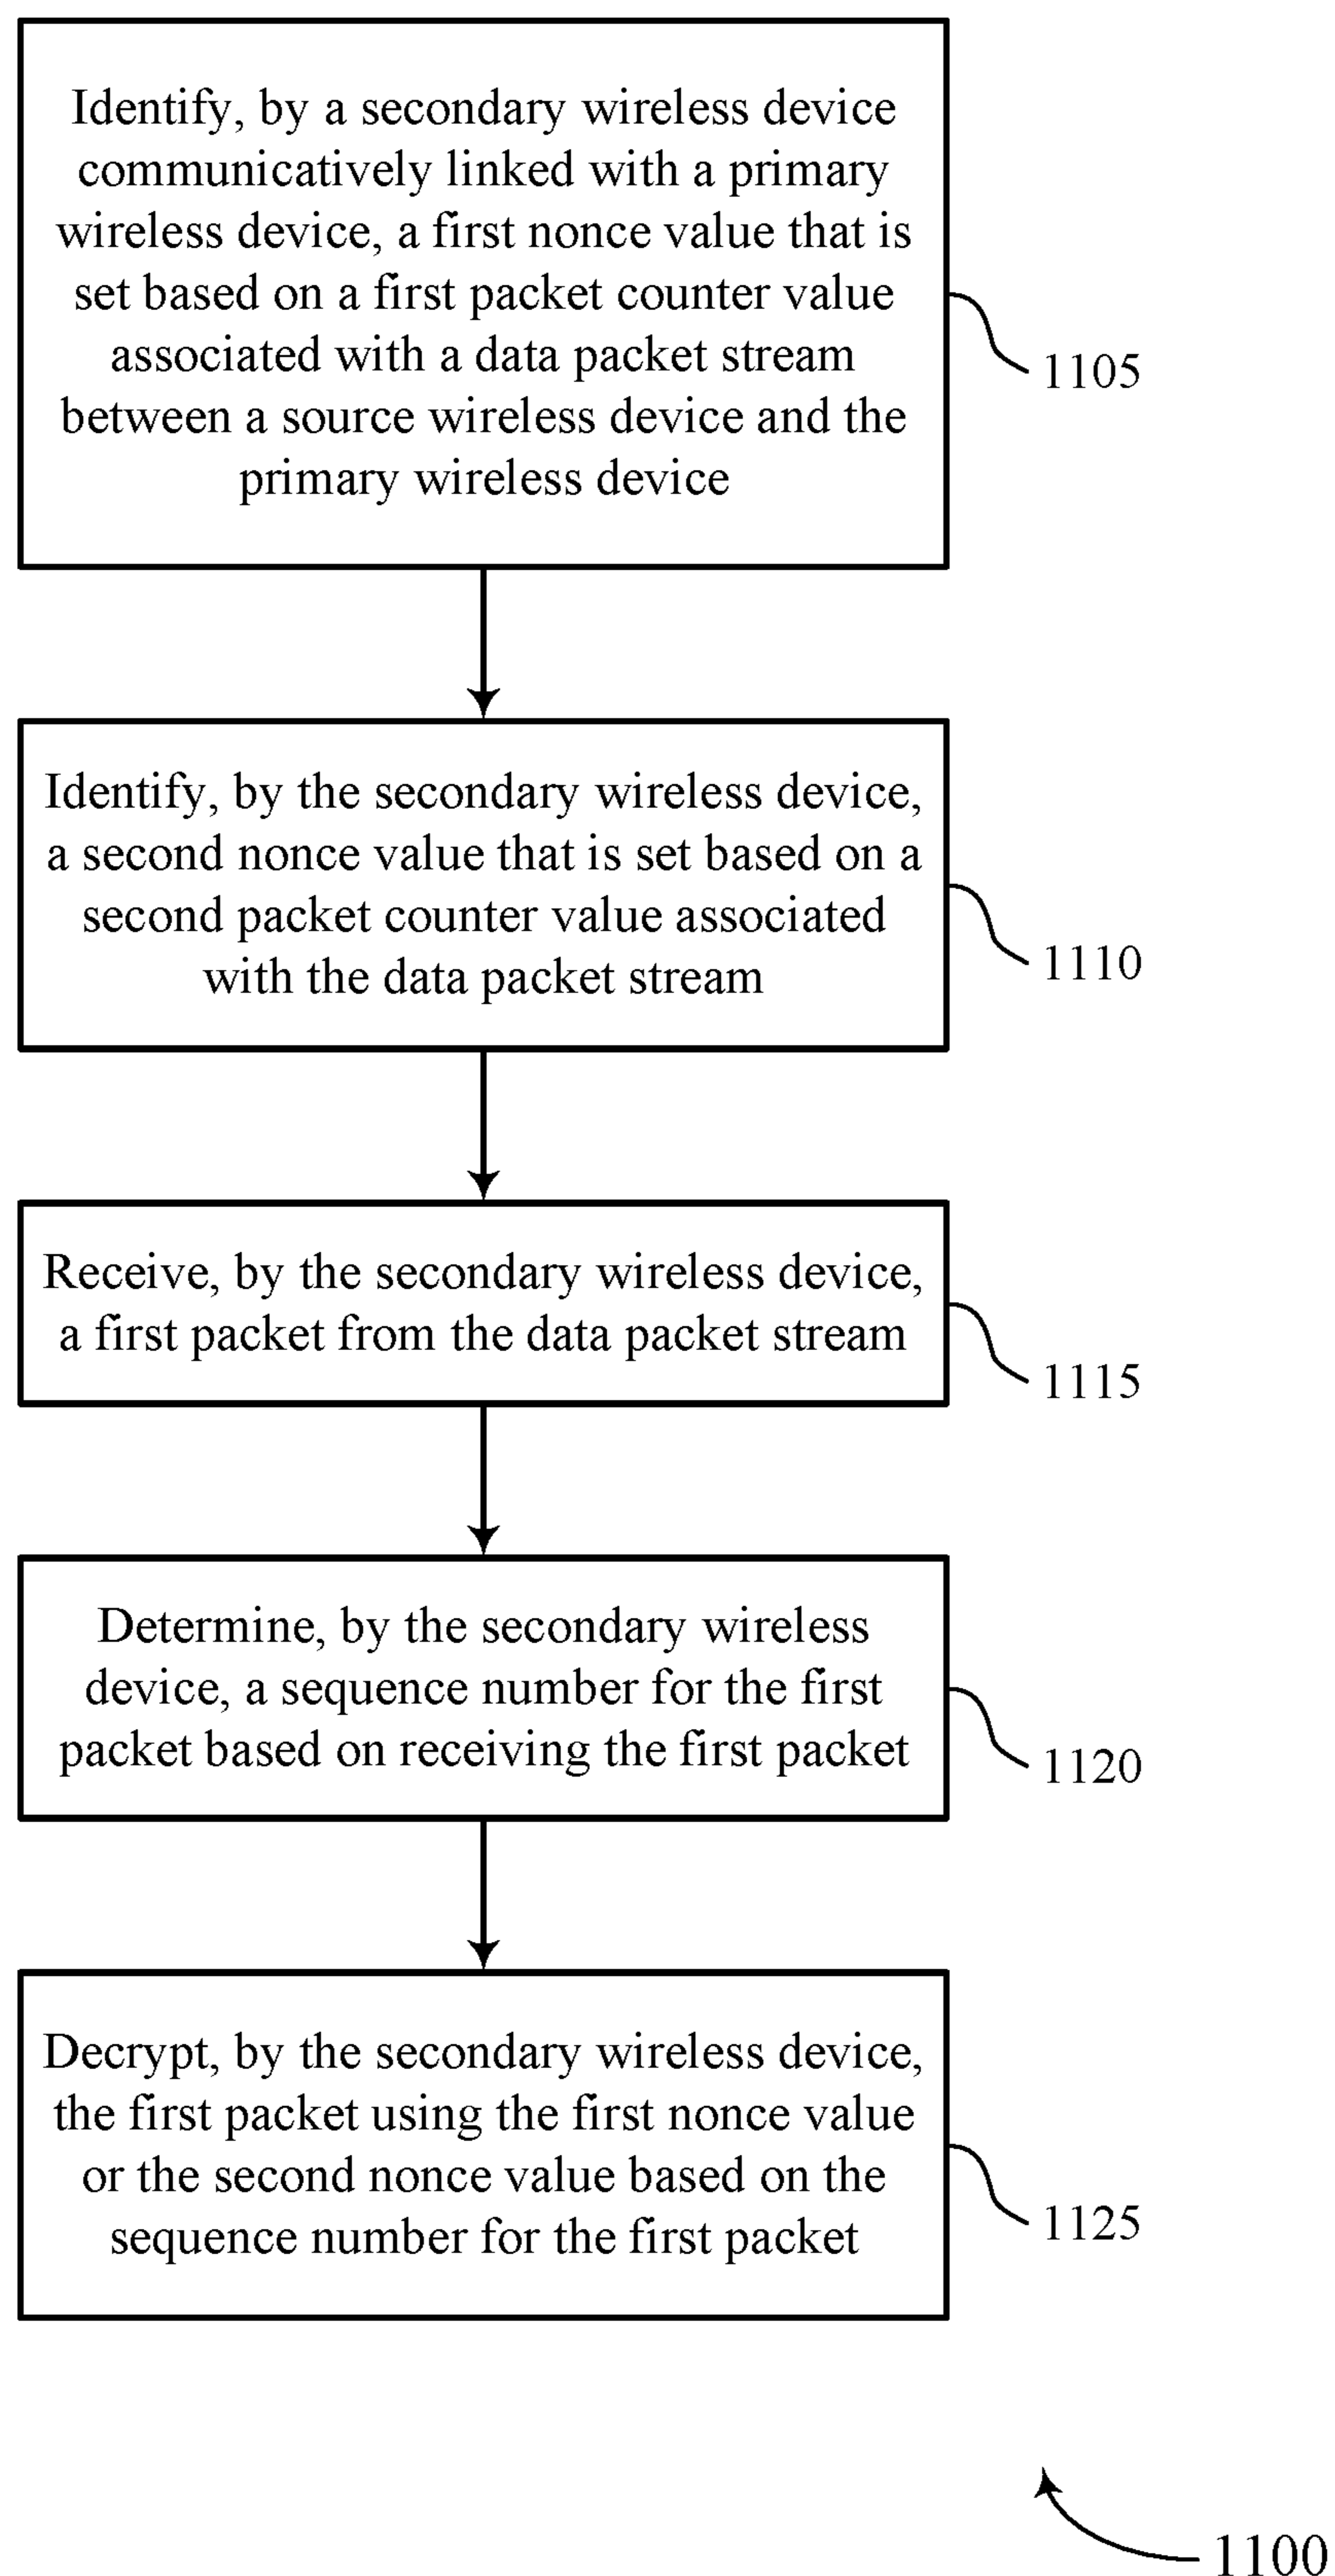 Identify, by a secondary wireless device
communicatively linked with a primary
wireless device, a first nonce value that is
set based on a first packet counter value
associated with a data packet stream
between a source wireless device and the
primary wireless device
1105
Identify, by the secondary wireless device,
a second nonce value that is set based on a
second packet counter value associated
with the data packet stream
1110
Receive, by the secondary wireless device,
a first packet from the data packet stream
1115
Determine, by the secondary wireless
device, a sequence number for the first
packet based on receiving the first packet
1120
Decrypt, by the secondary wireless device,
the first packet using the first nonce value
or the second nonce value based on the
sequence number for the first packet
1125
1100